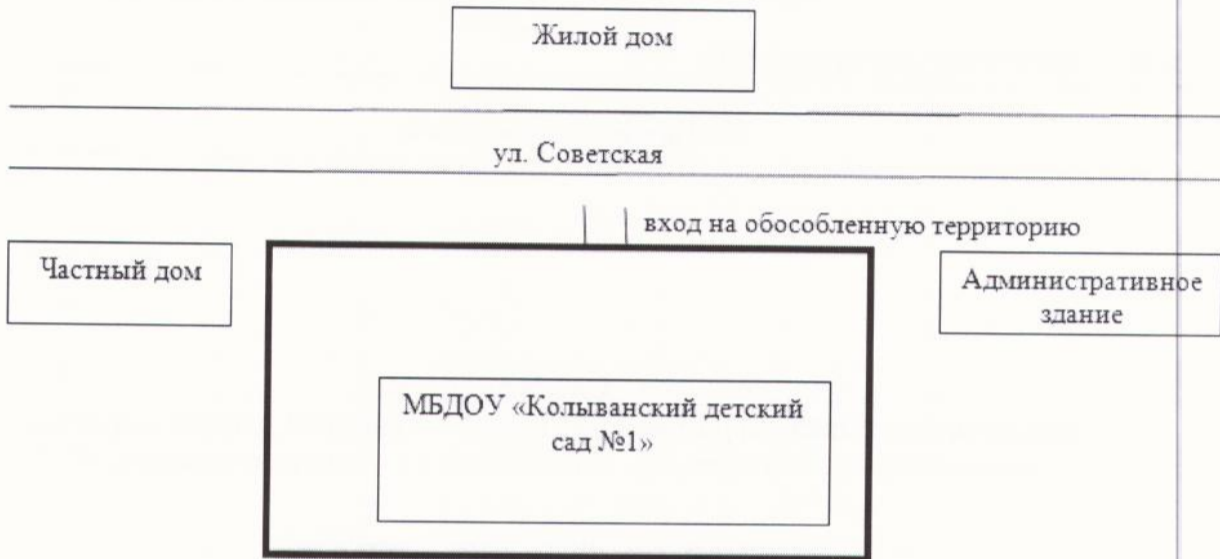 Жилой дом
ул. Советская
вход на обособленную территорию
Частный дом
Административное
здание
МБДОУ «Колыванский детский
сад №1»